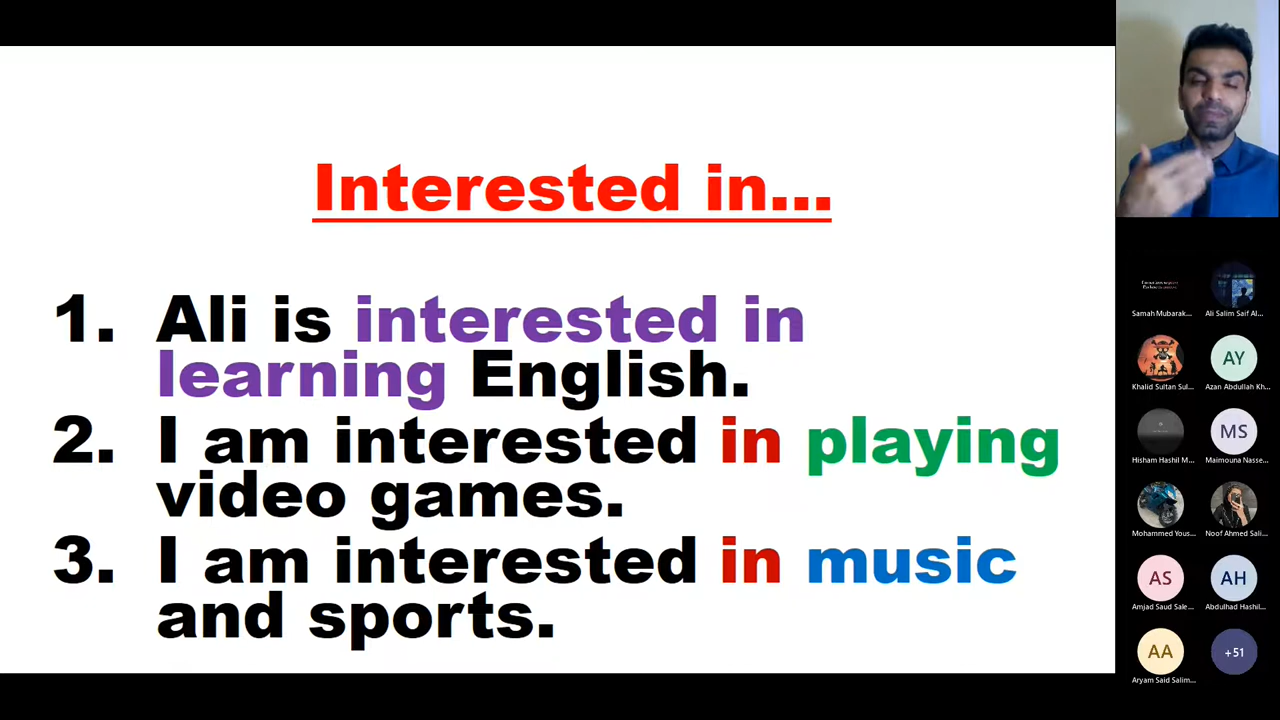 Interested in...
1. Ali is interested in
learning English.
2. I am interested in playing
video games.
3. I am interested in music
and sports.
Samah Mubarak...
Ali Salim Saif Al...
Khalid Sultan Sul...
AY
Azan Abdullah Kh...
Hisham Hashil M...
MS
Maimouna Nasse...
Mohammed Yous...
Noof Ahmed Sali...
AS
Amjad Saud Sale...
AH
Abdulhad Hashil...
AA
Aryam Said Salim...
+51